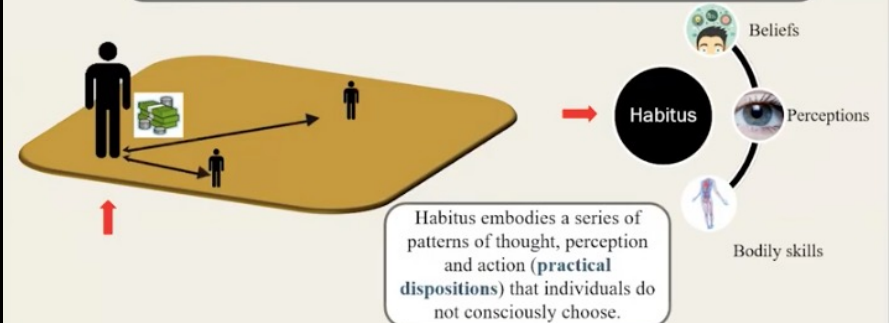 Beliefs
Habitus
Perceptions
Bodily skills
Habitus embodies a series of
patterns of thought, perception
and action (practical
dispositions) that individuals do
not consciously choose.